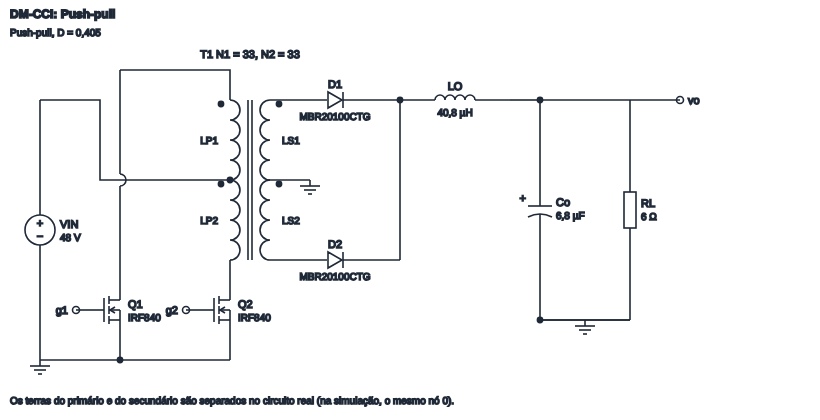 DM-CCI: Push-pull
Push-pull, D = 0,405
T1 N1 = 33, N2 = 33
D1
MBR20100CTG
LO
40,8 µH
vo
LP1
LS1
LP2
LS2
+
Co
6,8 µF
RL
6 Ω
+
−
VIN
48 V
D2
MBR20100CTG
g1
Q1
IRF840
g2
Q2
IRF840
Os terras do primário e do secundário são separados no circuito real (na simulação, o mesmo nó 0).